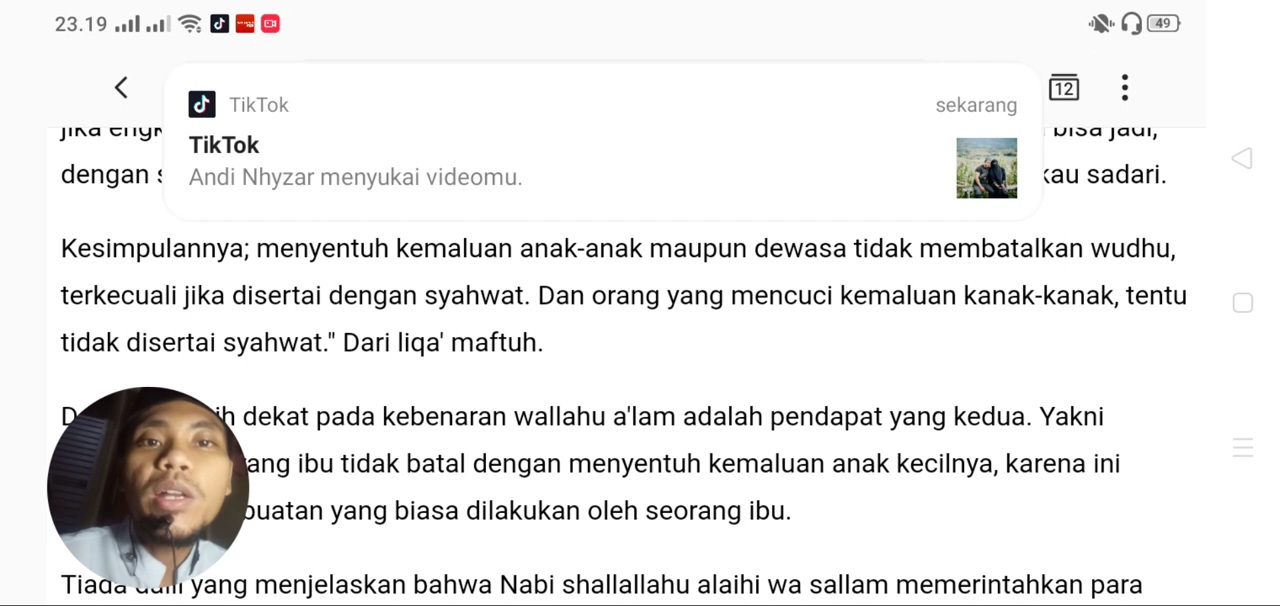 23.19
49
12
TikTok sekarang
TikTok
Andi Nhyzar menyukai videomu.
jika bisa jadi,
dengan sadari.
Kesimpulannya; menyentuh kemaluan anak-anak maupun dewasa tidak membatalkan wudhu,
terkecuali jika disertai dengan syahwat. Dan orang yang mencuci kemaluan kanak-kanak, tentu
tidak disertai syahwat." Dari liqa' maftuh.
dekat pada kebenaran wallahu a'lam adalah pendapat yang kedua. Yakni
ibu tidak batal dengan menyentuh kemaluan anak kecilnya, karena ini
yang biasa dilakukan oleh seorang ibu.
Tiada dalil yang menjelaskan bahwa Nabi shallallahu alaihi wa sallam memerintahkan para